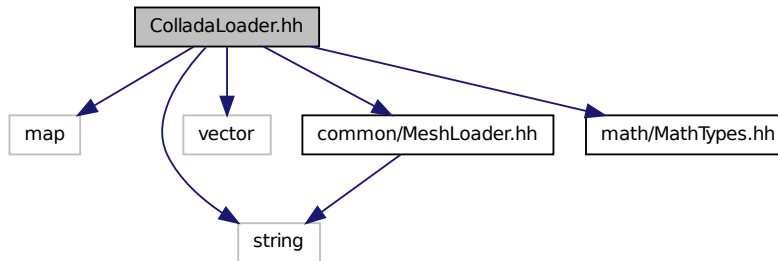 ColladaLoader.hh
map
vector
common/MeshLoader.hh
math/MathTypes.hh
string